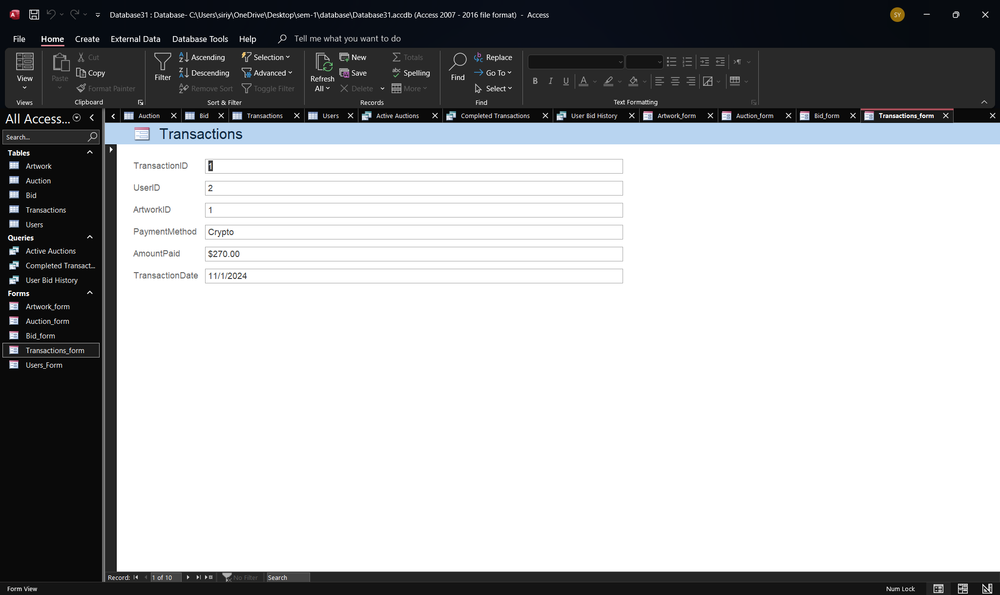 Database31 : Database- C:\Users\siriy\OneDrive\Desktop\sem-1\database\Database31.accdb (Access 2007 - 2016 file format) - Access
SY
File Home Create External Data Database Tools Help Tell me what you want to do
View
Views
Paste
Cut
Copy
Format Painter
Clipboard
Filter
Ascending
Descending
Remove Sort
Selection
Advanced
Toggle Filter
Sort & Filter
Refresh
All
New
Save
Delete
Totals
Spelling
More
Records
Find
Replace
Go To
Select
Find
B I U A
Text Formatting
All Access...
Search...
Tables
Artwork
Auction
Bid
Transactions
Users
Queries
Active Auctions
Completed Transact...
User Bid History
Forms
Artwork_form
Auction_form
Bid_form
Transactions_form
Users_Form
Auction Bid Transactions Users Active Auctions Completed Transactions User Bid History Artwork_form Auction_form Bid_form Transactions_form
Transactions
TransactionID 1
UserID 2
ArtworkID 1
PaymentMethod Crypto
AmountPaid $270.00
TransactionDate 11/1/2024
Record: 1 of 10 No Filter Search
Form View Num Lock